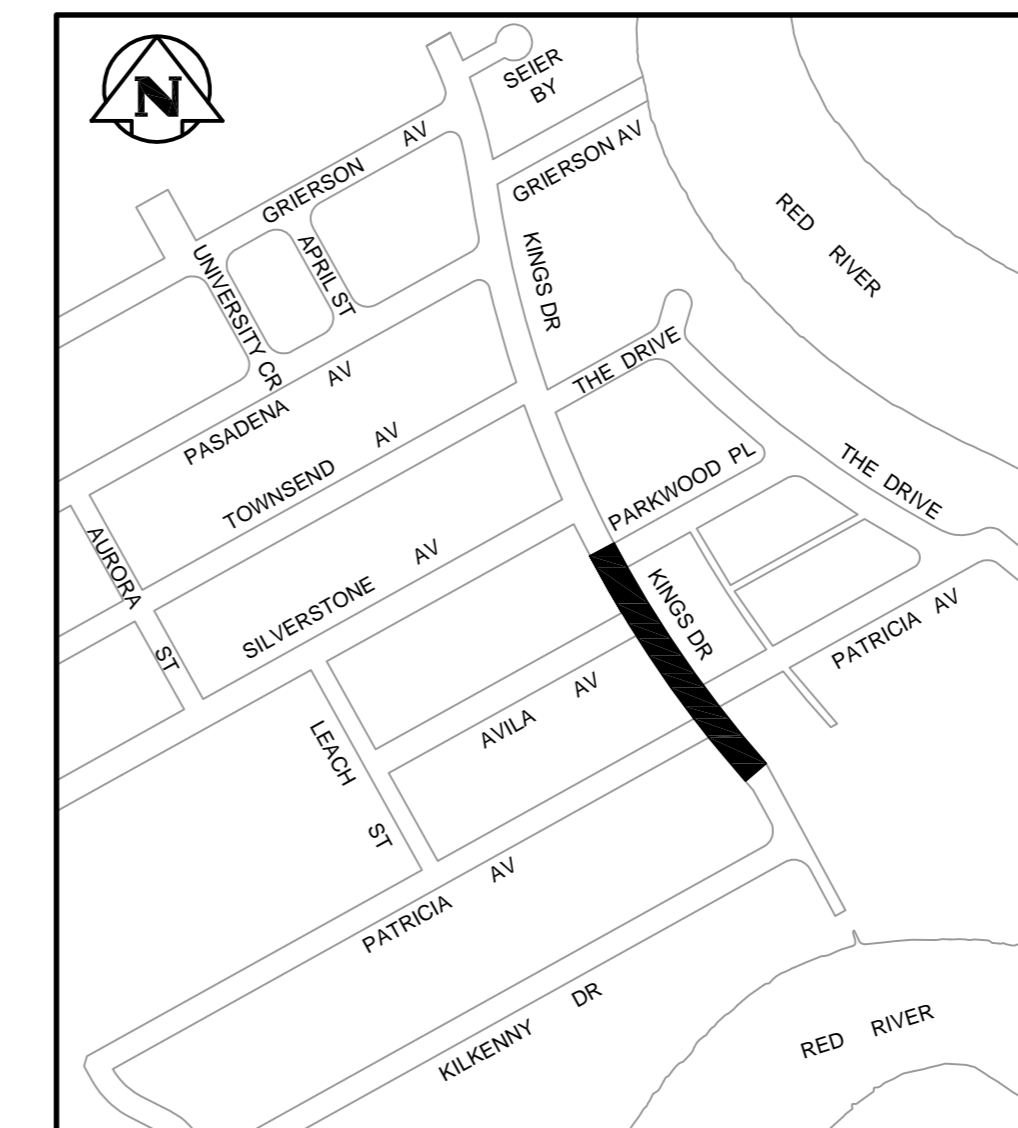 N
SEIER
BY
GRIERSON AV
GRIERSON AV
RED RIVER
UNIVERSITY CR
APRIL ST
KINGS DR
THE DRIVE
PASADENA AV
TOWNSEND AV
PARKWOOD PL
THE DRIVE
AURORA ST
SILVERSTONE AV
KINGS DR
PATRICIA AV
AVILA AV
LEACH ST
PATRICIA AV
KILKENNY DR
RED RIVER